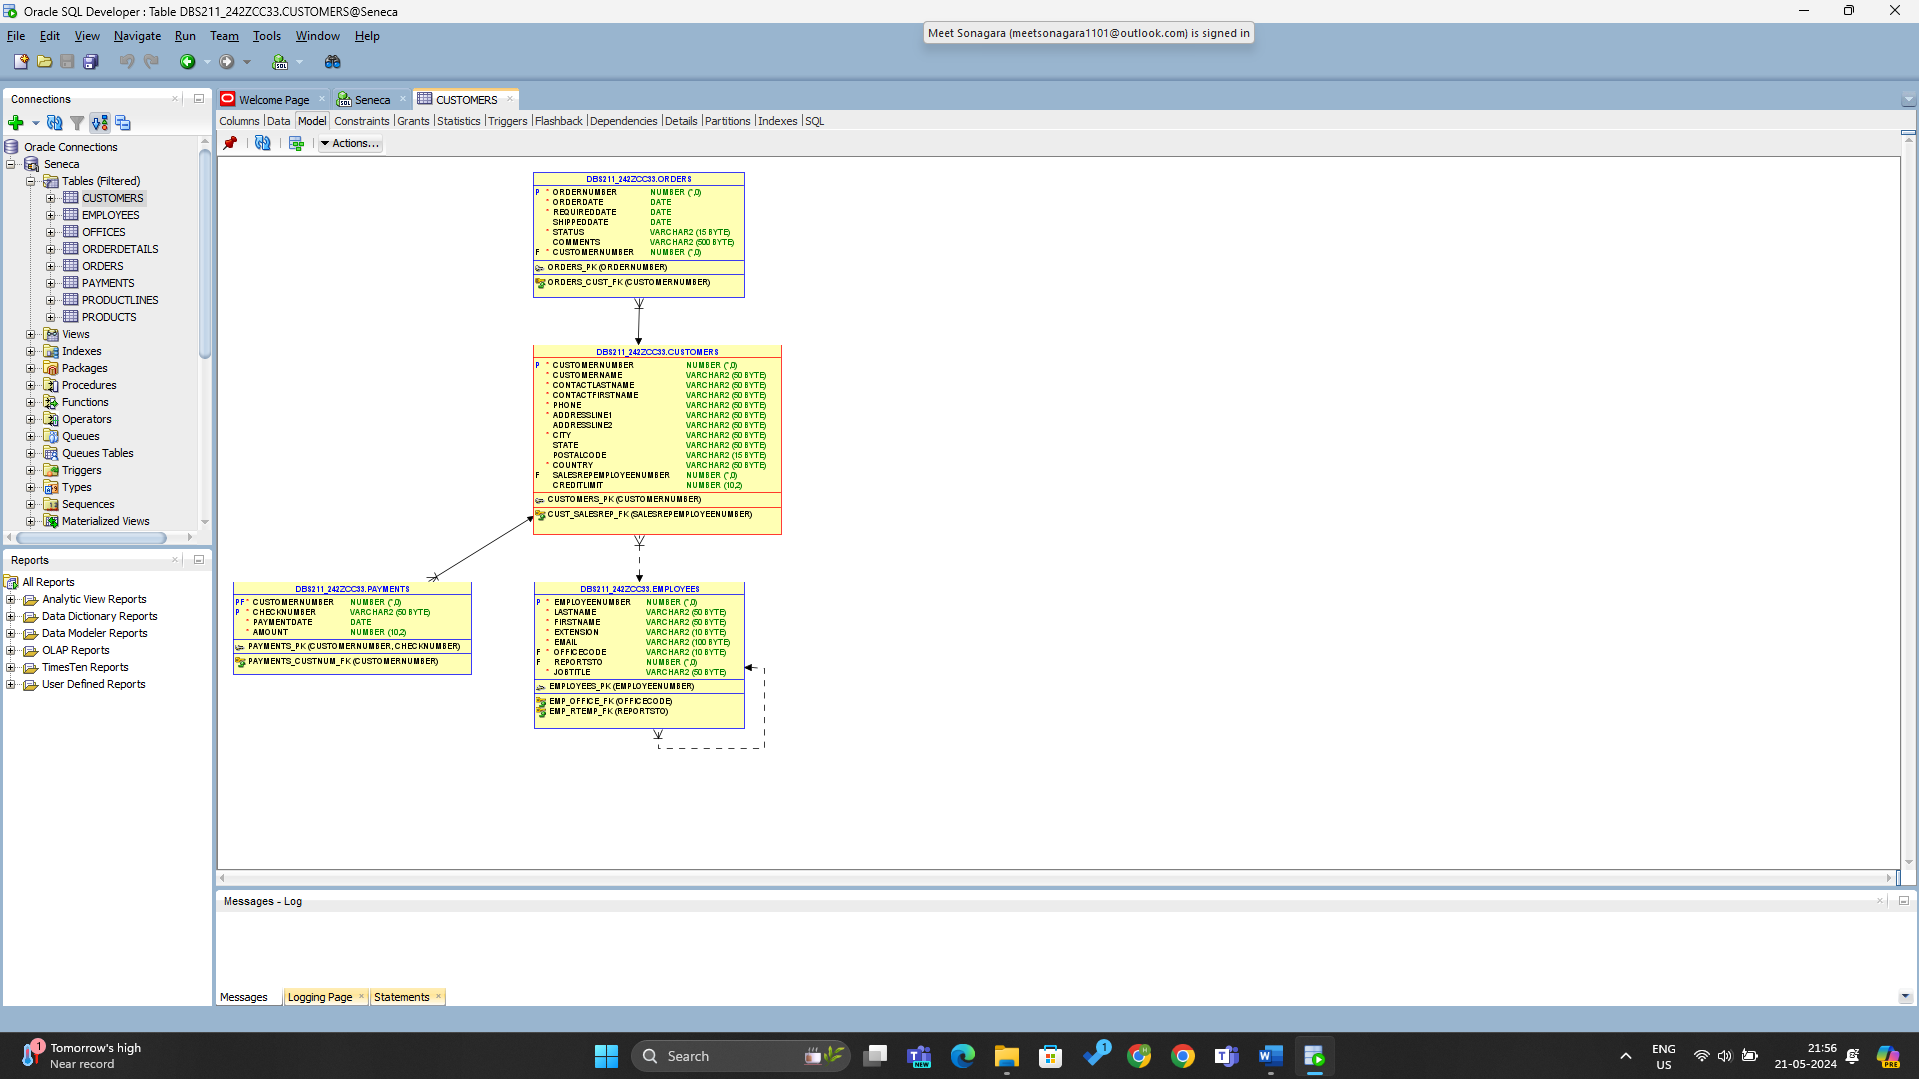 Oracle SQL Developer : Table DBS211_242ZCC33.CUSTOMERS@Seneca
File Edit View Navigate Run Team Tools Window Help
Meet Sonagara (meetsonagara1101@outlook.com) is signed in
Connections
Oracle Connections
Seneca
Tables (Filtered)
CUSTOMERS
EMPLOYEES
OFFICES
ORDERDETAILS
ORDERS
PAYMENTS
PRODUCTLINES
PRODUCTS
Views
Indexes
Packages
Procedures
Functions
Operators
Queues
Queues Tables
Triggers
Types
Sequences
Materialized Views
Reports
All Reports
Analytic View Reports
Data Dictionary Reports
Data Modeler Reports
OLAP Reports
TimesTen Reports
User Defined Reports
Welcome Page Seneca CUSTOMERS
Columns Data Model Constraints Grants Statistics Triggers Flashback Dependencies Details Partitions Indexes SQL
Actions...
DBS211_242ZCC33.ORDERS
P * ORDERNUMBER NUMBER (*,0)
* ORDERDATE DATE
* REQUIREDDATE DATE
SHIPPEDDATE DATE
* STATUS VARCHAR2 (15 BYTE)
COMMENTS VARCHAR2 (500 BYTE)
F * CUSTOMERNUMBER NUMBER (*,0)
ORDERS_PK (ORDERNUMBER)
ORDERS_CUST_FK (CUSTOMERNUMBER)
DBS211_242ZCC33.CUSTOMERS
P * CUSTOMERNUMBER NUMBER (*,0)
* CUSTOMERNAME VARCHAR2 (50 BYTE)
* CONTACTLASTNAME VARCHAR2 (50 BYTE)
* CONTACTFIRSTNAME VARCHAR2 (50 BYTE)
* PHONE VARCHAR2 (50 BYTE)
* ADDRESSLINE1 VARCHAR2 (50 BYTE)
ADDRESSLINE2 VARCHAR2 (50 BYTE)
* CITY VARCHAR2 (50 BYTE)
STATE VARCHAR2 (50 BYTE)
POSTALCODE VARCHAR2 (15 BYTE)
* COUNTRY VARCHAR2 (50 BYTE)
F SALESREPEMPLOYEENUMBER NUMBER (*,0)
CREDITLIMIT NUMBER (10,2)
CUSTOMERS_PK (CUSTOMERNUMBER)
CUST_SALESREP_FK (SALESREPEMPLOYEENUMBER)
DBS211_242ZCC33.PAYMENTS
PF * CUSTOMERNUMBER NUMBER (*,0)
P * CHECKNUMBER VARCHAR2 (50 BYTE)
* PAYMENTDATE DATE
* AMOUNT NUMBER (10,2)
PAYMENTS_PK (CUSTOMERNUMBER, CHECKNUMBER)
PAYMENTS_CUSTNUM_FK (CUSTOMERNUMBER)
DBS211_242ZCC33.EMPLOYEES
P * EMPLOYEENUMBER NUMBER (*,0)
* LASTNAME VARCHAR2 (50 BYTE)
* FIRSTNAME VARCHAR2 (50 BYTE)
* EXTENSION VARCHAR2 (10 BYTE)
* EMAIL VARCHAR2 (100 BYTE)
F * OFFICECODE VARCHAR2 (10 BYTE)
F REPORTSTO NUMBER (*,0)
* JOBTITLE VARCHAR2 (50 BYTE)
EMPLOYEES_PK (EMPLOYEENUMBER)
EMP_OFFICE_FK (OFFICECODE)
EMP_RTEMP_FK (REPORTSTO)
Messages - Log
Messages Logging Page Statements
1
Tomorrow's high
Near record
Search
NEW
1
ENG
US
21:56
21-05-2024
PRE